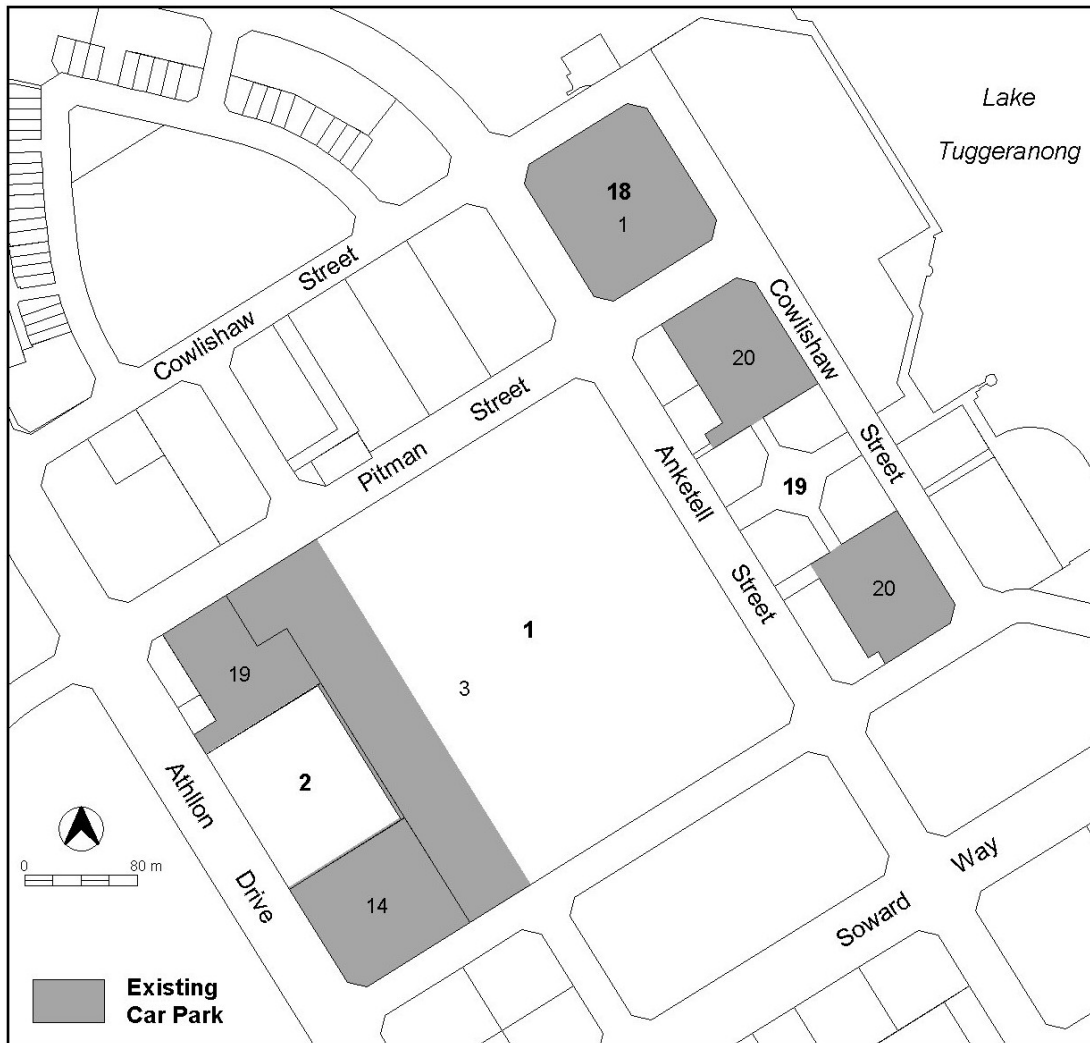 Lake
Tuggeranong
18
1
Cowlishaw Street
Cowlishaw Street
20
Pitman Street
Anketell Street
19
20
1
3
19
2
Athllon Drive
14
Soward Way
0 80 m
Existing
Car Park